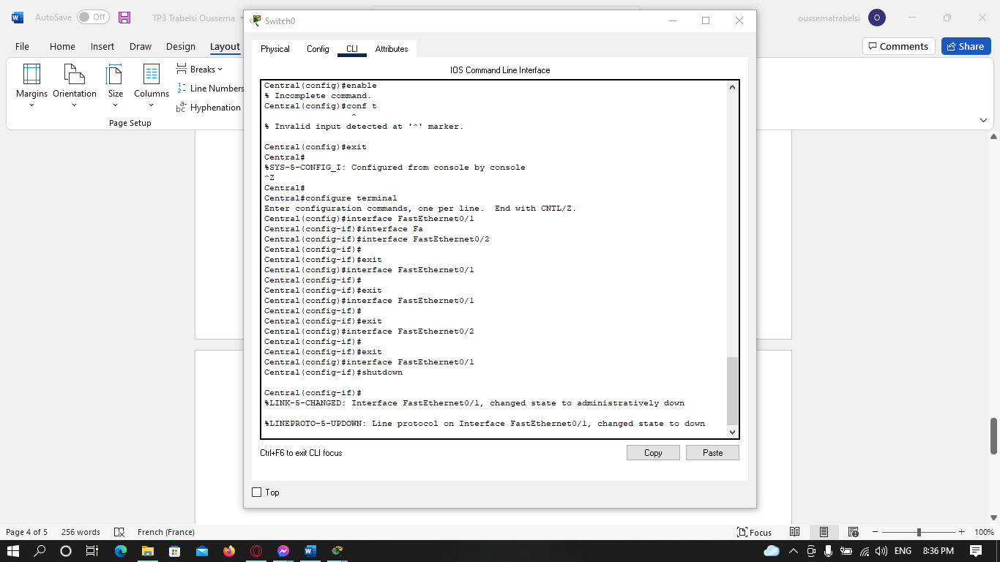 AutoSave Off TP3 Trabelsi Oussema oussematrabelsi O
Switch0
File Home Insert Draw Design Layout Comments Share
Physical Config CLI Attributes
Breaks
Line Numbers
Hyphenation
Margins Orientation Size Columns
Page Setup
IOS Command Line Interface
Central(config)#enable
% Incomplete command.
Central(config)#conf t
^
% Invalid input detected at '^' marker.
Central(config)#exit
Central#
%SYS-5-CONFIG_I: Configured from console by console
^Z
Central#
Central#configure terminal
Enter configuration commands, one per line.  End with CNTL/Z.
Central(config)#interface FastEthernet0/1
Central(config-if)#interface Fa
Central(config-if)#interface FastEthernet0/2
Central(config-if)#
Central(config-if)#exit
Central(config)#interface FastEthernet0/1
Central(config-if)#
Central(config-if)#exit
Central(config)#interface FastEthernet0/1
Central(config-if)#
Central(config-if)#exit
Central(config)#interface FastEthernet0/2
Central(config-if)#
Central(config-if)#exit
Central(config)#interface FastEthernet0/1
Central(config-if)#shutdown
Central(config-if)#
%LINK-5-CHANGED: Interface FastEthernet0/1, changed state to administratively down
%LINEPROTO-5-UPDOWN: Line protocol on Interface FastEthernet0/1, changed state to down
Ctrl+F6 to exit CLI focus Copy Paste
Top
Page 4 of 5 256 words French (France) Focus 100%
ENG 8:36 PM